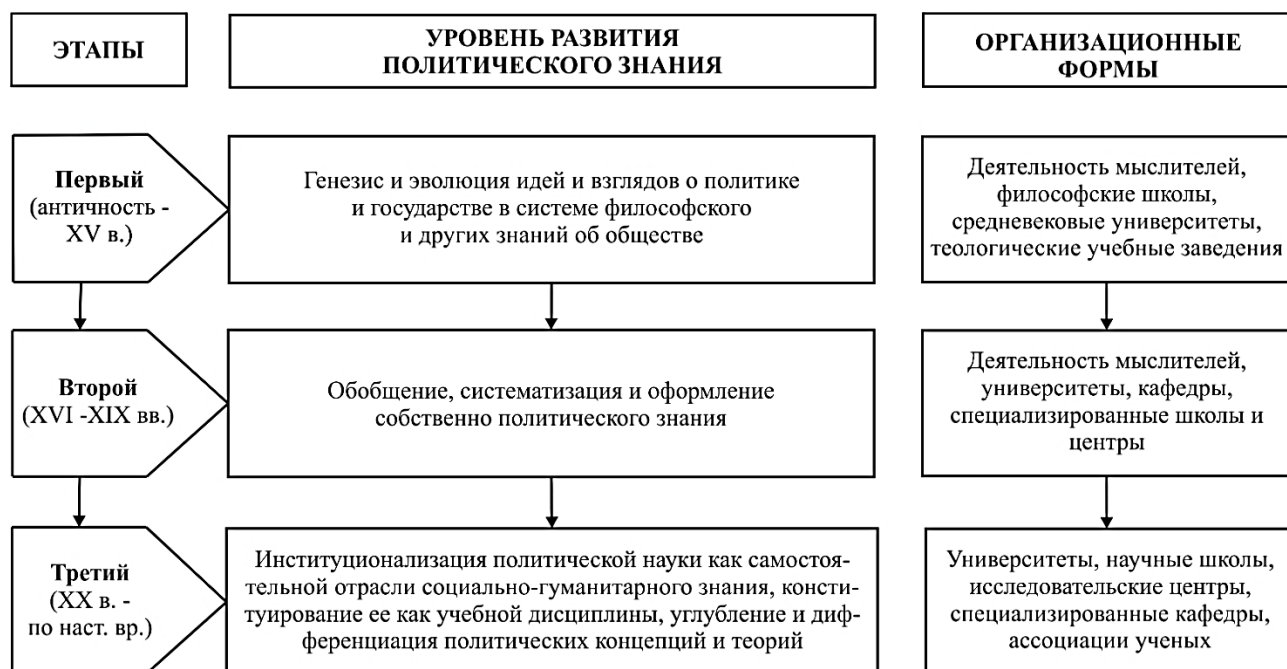 ЭТАПЫ
УРОВЕНЬ РАЗВИТИЯ
ПОЛИТИЧЕСКОГО ЗНАНИЯ
ОРГАНИЗАЦИОННЫЕ
ФОРМЫ
Первый
(античность -
XV в.)
Генезис и эволюция идей и взглядов о политике
и государстве в системе философского
и других знаний об обществе
Деятельность мыслителей,
философские школы,
средневековые университеты,
теологические учебные заведения
Второй
(XVI -XIX вв.)
Обобщение, систематизация и оформление
собственно политического знания
Деятельность мыслителей,
университеты, кафедры,
специализированные школы и
центры
Третий
(XX в. -
по наст. вр.)
Институционализация политической науки как самостоя-
тельной отрасли социально-гуманитарного знания, консти-
туирование ее как учебной дисциплины, углубление и диф-
ференциация политических концепций и теорий
Университеты, научные школы,
исследовательские центры,
специализированные кафедры,
ассоциации ученых